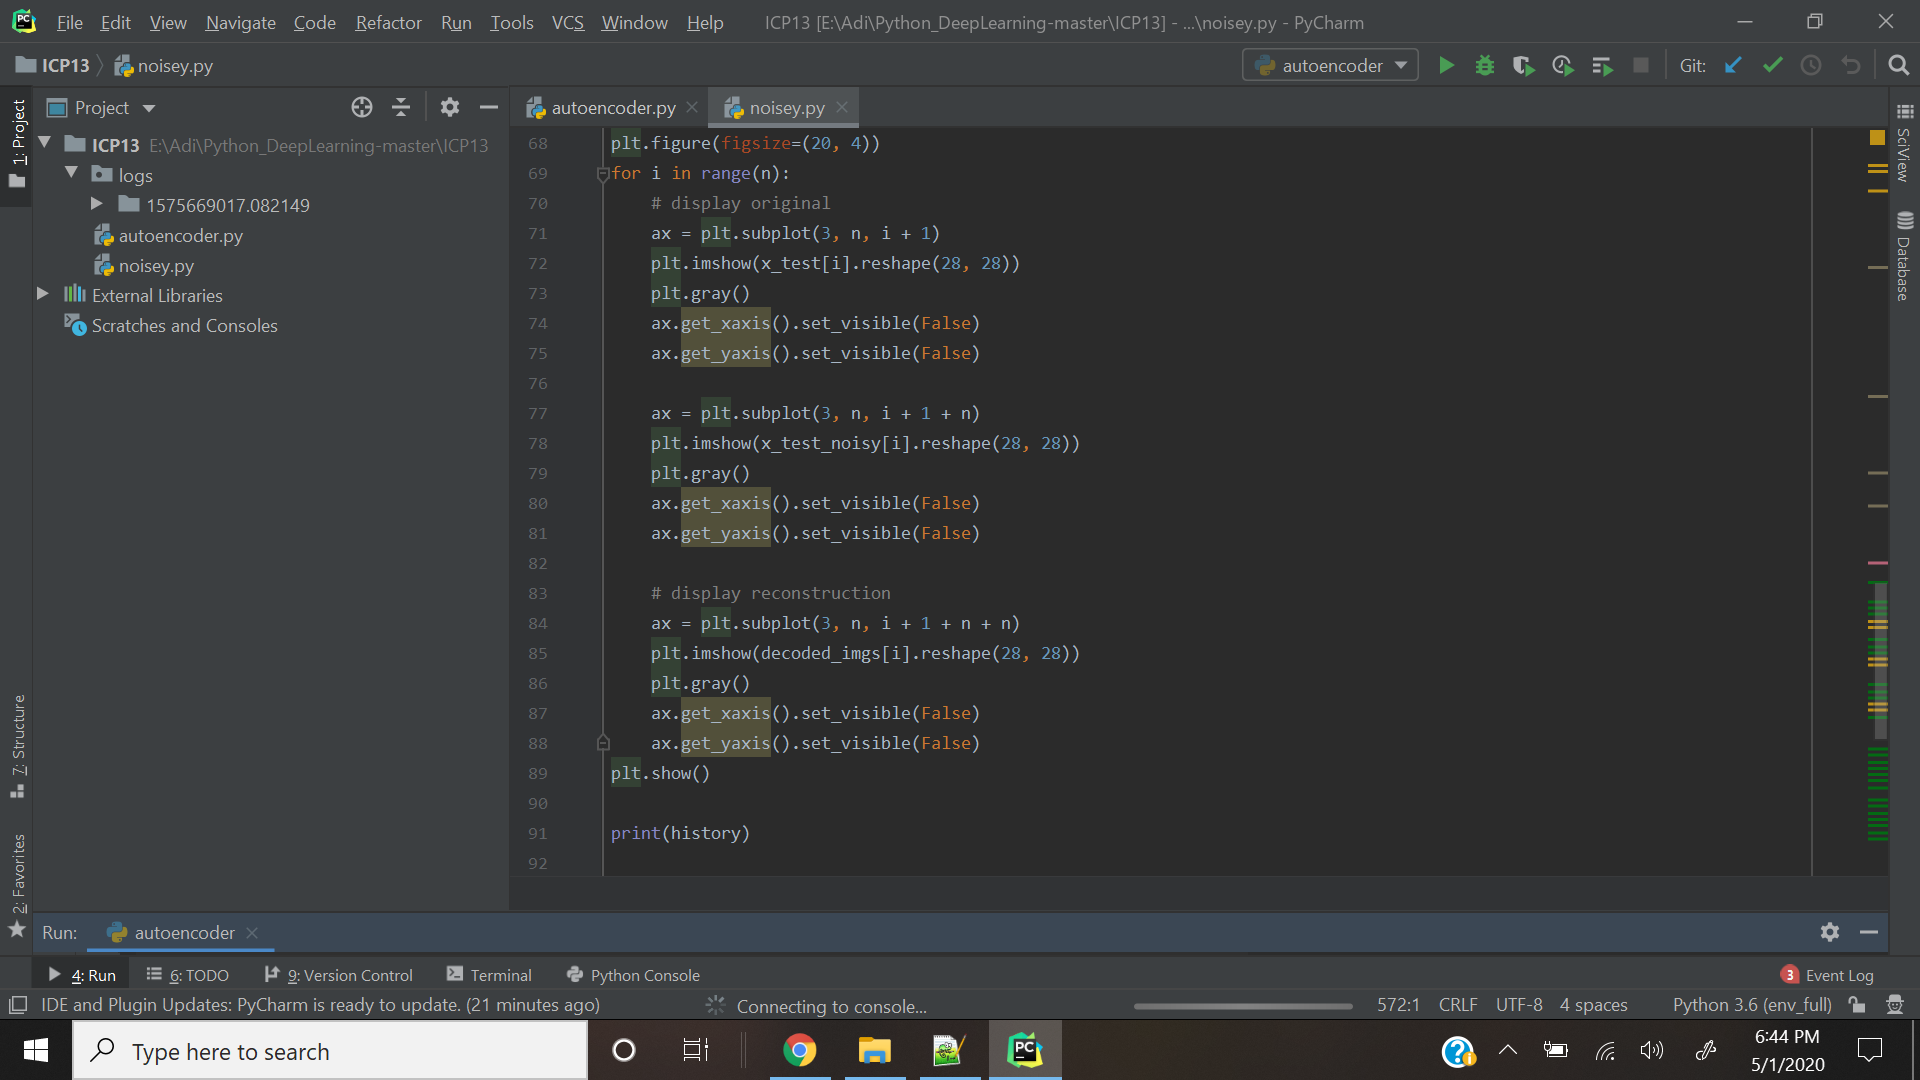 File Edit View Navigate Code Refactor Run Tools VCS Window Help ICP13 [E:\Adi\Python_DeepLearning-master\ICP13] - ...\noisey.py - PyCharm
ICP13 noisey.py autoencoder Git:
1: Project
Project
ICP13 E:\Adi\Python_DeepLearning-master\ICP13
logs
1575669017.082149
autoencoder.py
noisey.py
External Libraries
Scratches and Consoles
7: Structure
2: Favorites
autoencoder.py noisey.py
68 plt.figure(figsize=(20, 4))
69 for i in range(n):
70     # display original
71     ax = plt.subplot(3, n, i + 1)
72     plt.imshow(x_test[i].reshape(28, 28))
73     plt.gray()
74     ax.get_xaxis().set_visible(False)
75     ax.get_yaxis().set_visible(False)
76
77     ax = plt.subplot(3, n, i + 1 + n)
78     plt.imshow(x_test_noisy[i].reshape(28, 28))
79     plt.gray()
80     ax.get_xaxis().set_visible(False)
81     ax.get_yaxis().set_visible(False)
82
83     # display reconstruction
84     ax = plt.subplot(3, n, i + 1 + n + n)
85     plt.imshow(decoded_imgs[i].reshape(28, 28))
86     plt.gray()
87     ax.get_xaxis().set_visible(False)
88     ax.get_yaxis().set_visible(False)
89 plt.show()
90
91 print(history)
92
SciView
Database
Run: autoencoder
4: Run 6: TODO 9: Version Control Terminal Python Console 3 Event Log
IDE and Plugin Updates: PyCharm is ready to update. (21 minutes ago) Connecting to console... 572:1 CRLF UTF-8 4 spaces Python 3.6 (env_full)
Type here to search
PC
6:44 PM
5/1/2020